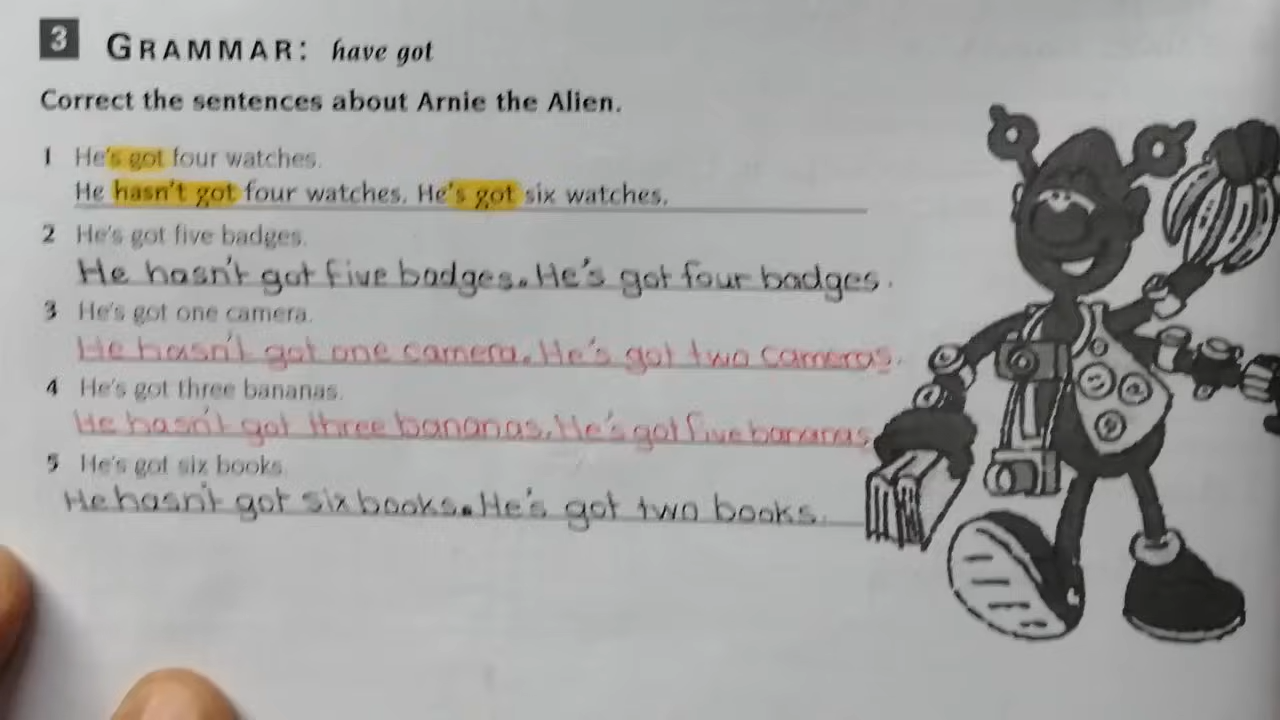 3 GRAMMAR: have got
Correct the sentences about Arnie the Alien.
1 He's got four watches.
He hasn't got four watches. He's got six watches.
2 He's got five badges.
He hasn't got five badges. He's got four badges.
3 He's got one camera.
He hasn't got one camera. He's got two cameras.
4 He's got three bananas.
He hasn't got three bananas. He's got five bananas.
5 He's got six books.
He hasn't got six books. He's got two books.